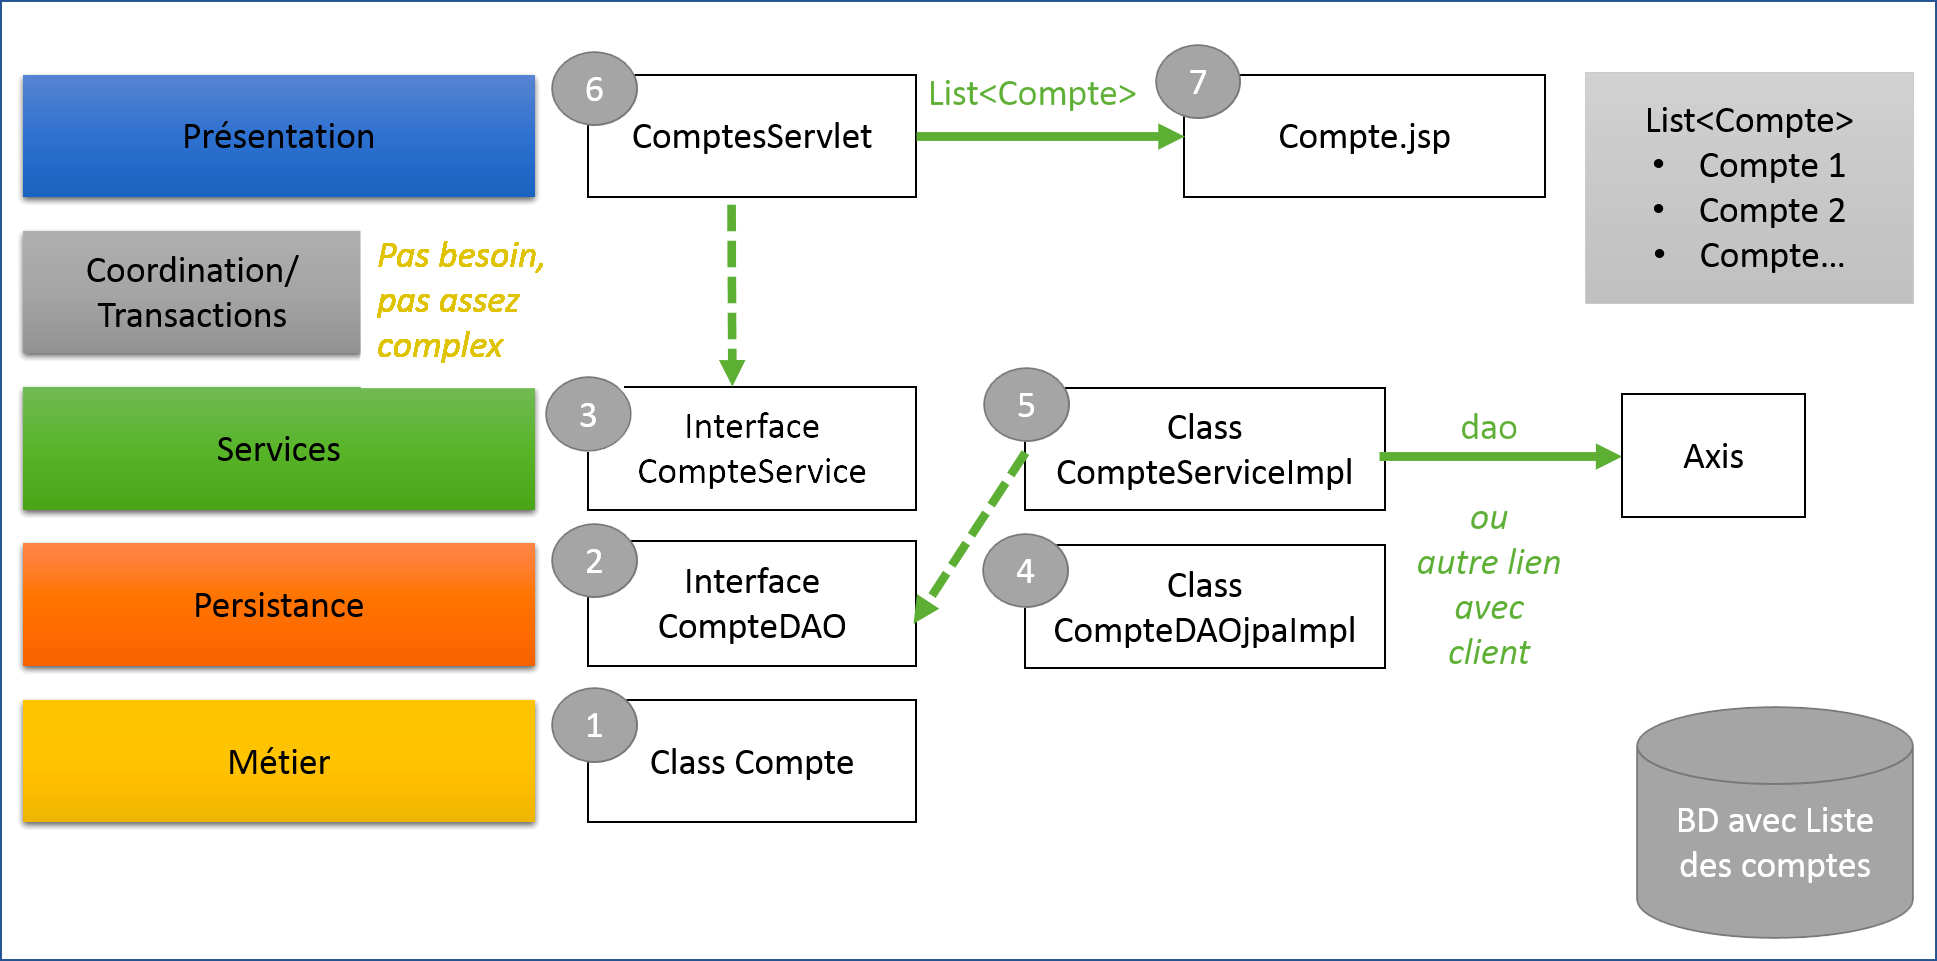 Présentation
6
ComptesServlet
List<Compte>
7
Compte.jsp
List<Compte>
• Compte 1
• Compte 2
• Compte...
Coordination/
Transactions
Pas besoin,
pas assez
complex
Services
3
Interface
CompteService
5
Class
CompteServiceImpl
dao
Axis
ou
autre lien
avec
client
Persistance
2
Interface
CompteDAO
4
Class
CompteDAOjpaImpl
Métier
1
Class Compte
BD avec Liste
des comptes